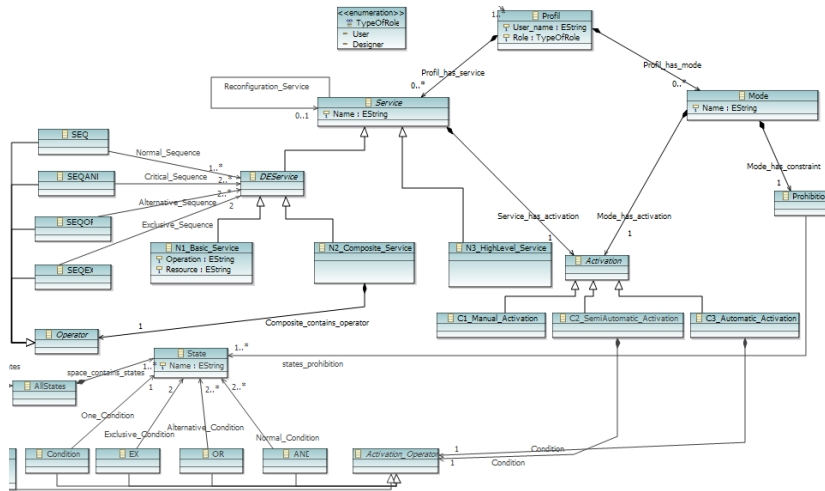 <<enumeration>>
TypeOfRole
User
Designer
1..*
Profil
User_name : EString
Role : TypeOfRole
Profil_has_service
Profil_has_mode
0..*
0..*
Reconfiguration_Service
0..1
Service
Name : EString
Mode
Name : EString
SEQ
Normal_Sequence
1..*
Mode_has_constraint
1
SEQANI
Critical_Sequence
2..*
DEService
Prohibition
Alternative_Sequence
2..*
SEQOF
Exclusive_Sequence
2
Service_has_activation
Mode_has_activation
1
1
SEQEX
N1_Basic_Service
Operation : EString
Resource : EString
N2_Composite_Service
N3_HighLevel_Service
Activation
C1_Manual_Activation
C2_SemiAutomatic_Activation
C3_Automatic_Activation
Composite_contains_operator
1
Operator
State
Name : EString
1..*
1..*
states_prohibition
tes
space_contains_states
AllStates
One_Condition
1
Exclusive_Condition
2
Alternative_Condition
2..*
Normal_Condition
2..*
Condition
EX
OR
ANI
Activation_Operator
1
Condition
1
Condition